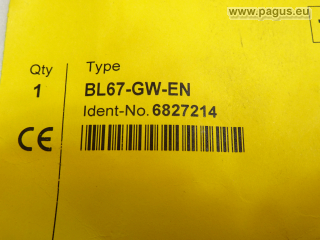 www.pagus.eu
Qty Type
1 BL67-GW-EN
Ident-No. 6827214
CE